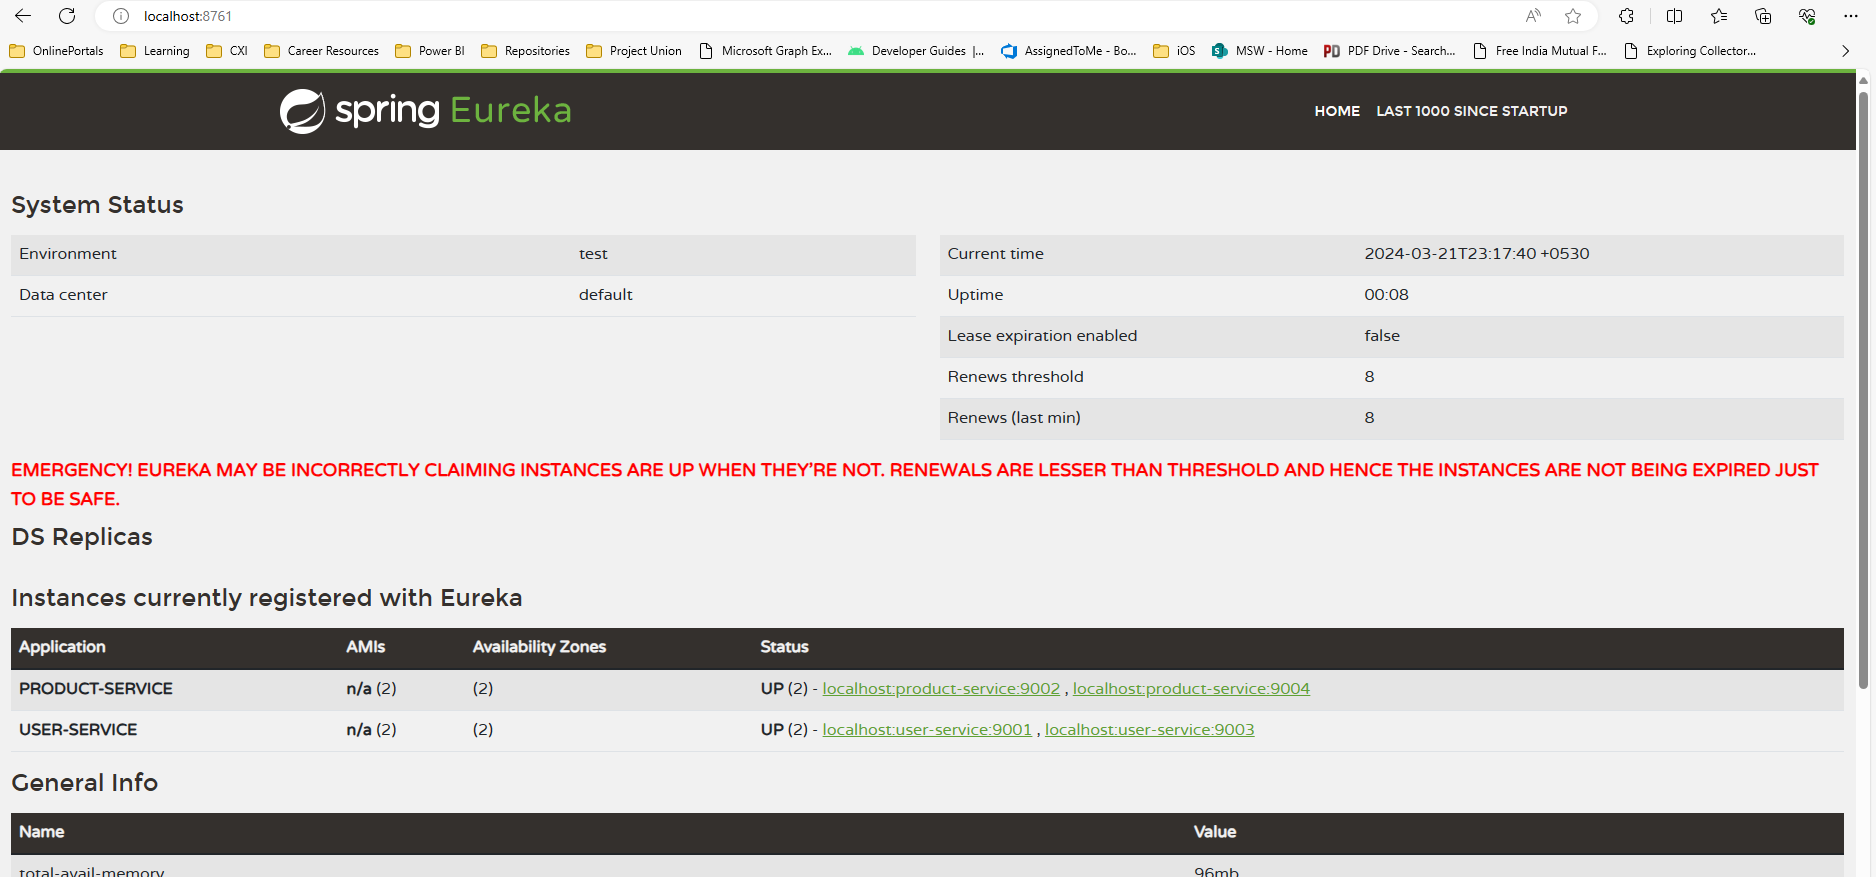 localhost:8761
OnlinePortals Learning CXI Career Resources Power BI Repositories Project Union Microsoft Graph Ex... Developer Guides |... AssignedToMe - Bo... iOS MSW - Home PDF Drive - Search... Free India Mutual F... Exploring Collector...
spring Eureka HOME LAST 1000 SINCE STARTUP
System Status
Environment test Current time 2024-03-21T23:17:40 +0530
Data center default Uptime 00:08
Lease expiration enabled false
Renews threshold 8
Renews (last min) 8
EMERGENCY! EUREKA MAY BE INCORRECTLY CLAIMING INSTANCES ARE UP WHEN THEY'RE NOT. RENEWALS ARE LESSER THAN THRESHOLD AND HENCE THE INSTANCES ARE NOT BEING EXPIRED JUST
TO BE SAFE.
DS Replicas
Instances currently registered with Eureka
Application AMIs Availability Zones Status
PRODUCT-SERVICE n/a (2) (2) UP (2) - localhost:product-service:9002 , localhost:product-service:9004
USER-SERVICE n/a (2) (2) UP (2) - localhost:user-service:9001 , localhost:user-service:9003
General Info
Name Value
total-avail-memory 96mb